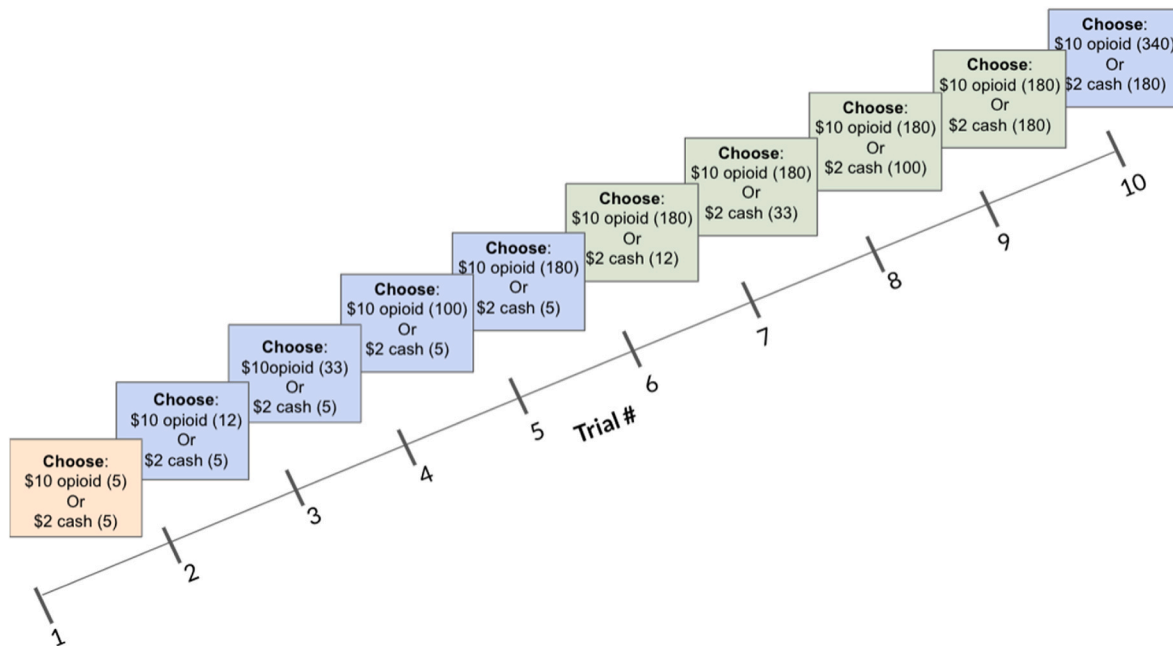 Choose:
$10 opioid (5)
Or
$2 cash (5)
Choose:
$10 opioid (12)
Or
$2 cash (5)
Choose:
$10opioid (33)
Or
$2 cash (5)
Choose:
$10 opioid (100)
Or
$2 cash (5)
Choose:
$10 opioid (180)
Or
$2 cash (5)
Choose:
$10 opioid (180)
Or
$2 cash (12)
Choose:
$10 opioid (180)
Or
$2 cash (33)
Choose:
$10 opioid (180)
Or
$2 cash (100)
Choose:
$10 opioid (180)
Or
$2 cash (180)
Choose:
$10 opioid (340)
Or
$2 cash (180)
1
2
3
4
5
6
7
8
9
10
Trial #